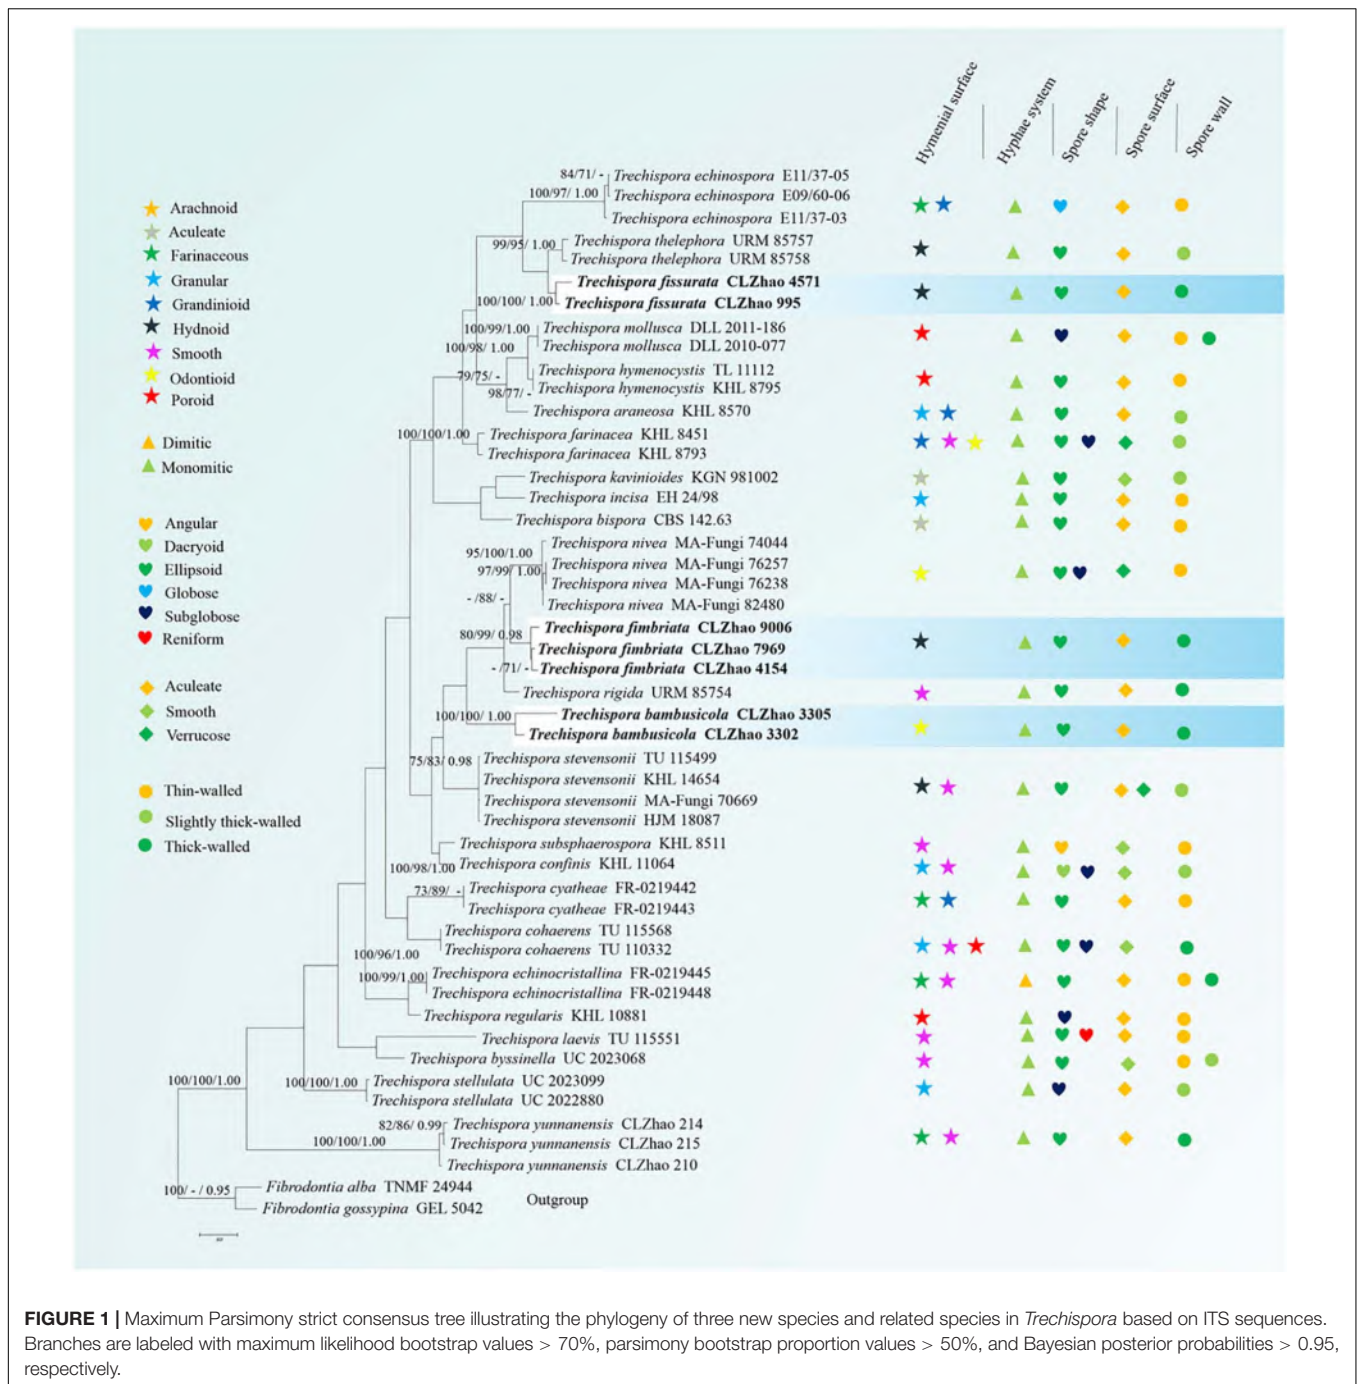 Hymenial surface
Hyphae system
Spore shape
Spore surface
Spore wall
Arachnoid
Aculeate
Farinaceous
Granular
Grandinioid
Hydnoid
Smooth
Odontioid
Poroid
Dimitic
Monomitic
Angular
Dacryoid
Ellipsoid
Globose
Subglobose
Reniform
Aculeate
Smooth
Verrucose
Thin-walled
Slightly thick-walled
Thick-walled
84/71/ - Trechispora echinospora E11/37-05
100/97/ 1.00 Trechispora echinospora E09/60-06
Trechispora echinospora E11/37-03
99/95/ 1.00 Trechispora thelephora URM 85757
Trechispora thelephora URM 85758
Trechispora fissurata CLZhao 4571
100/100/ 1.00 Trechispora fissurata CLZhao 995
100/99/1.00 Trechispora mollusca DLL 2011-186
100/98/ 1.00 Trechispora mollusca DLL 2010-077
79/75/ - Trechispora hymenocystis TL 11112
98/77/ - Trechispora hymenocystis KHL 8795
Trechispora araneosa KHL 8570
100/100/1.00 Trechispora farinacea KHL 8451
Trechispora farinacea KHL 8793
Trechispora kavinioides KGN 981002
Trechispora incisa EH 24/98
Trechispora bispora CBS 142.63
Trechispora nivea MA-Fungi 74044
95/100/1.00
97/99/ 1.00 Trechispora nivea MA-Fungi 76257
Trechispora nivea MA-Fungi 76238
- /88/ - Trechispora nivea MA-Fungi 82480
80/99/ 0.98 Trechispora fimbriata CLZhao 9006
Trechispora fimbriata CLZhao 7969
- /71/ - Trechispora fimbriata CLZhao 4154
Trechispora rigida URM 85754
100/100/ 1.00 Trechispora bambusicola CLZhao 3305
Trechispora bambusicola CLZhao 3302
75/83/ 0.98 Trechispora stevensonii TU 115499
Trechispora stevensonii KHL 14654
Trechispora stevensonii MA-Fungi 70669
Trechispora stevensonii HJM 18087
Trechispora subsphaerospora KHL 8511
100/98/1.00 Trechispora confinis KHL 11064
73/89/ - Trechispora cyatheae FR-0219442
Trechispora cyatheae FR-0219443
Trechispora cohaerens TU 115568
100/96/1.00 Trechispora cohaerens TU 110332
100/99/1.00 Trechispora echinocristallina FR-0219445
Trechispora echinocristallina FR-0219448
Trechispora regularis KHL 10881
Trechispora laevis TU 115551
Trechispora byssinella UC 2023068
100/100/1.00 100/100/1.00 Trechispora stellulata UC 2023099
Trechispora stellulata UC 2022880
82/86/ 0.99 Trechispora yunnanensis CLZhao 214
100/100/1.00 Trechispora yunnanensis CLZhao 215
Trechispora yunnanensis CLZhao 210
100/ - / 0.95 Fibrodontia alba TNMF 24944
Fibrodontia gossypina GEL 5042
Outgroup
FIGURE 1 | Maximum Parsimony strict consensus tree illustrating the phylogeny of three new species and related species in Trechispora based on ITS sequences.
Branches are labeled with maximum likelihood bootstrap values > 70%, parsimony bootstrap proportion values > 50%, and Bayesian posterior probabilities > 0.95,
respectively.